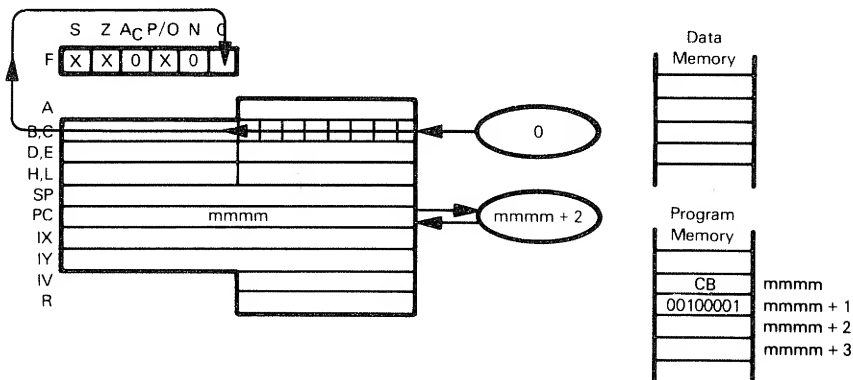 S Z AC P/O N C
F X X 0 X 0
A
B,C
D,E
H,L
SP
PC mmmm
IX
IY
IV
R
0
mmmm + 2
Data
Memory
Program
Memory
CB mmmm
00100001 mmmm + 1
mmmm + 2
mmmm + 3